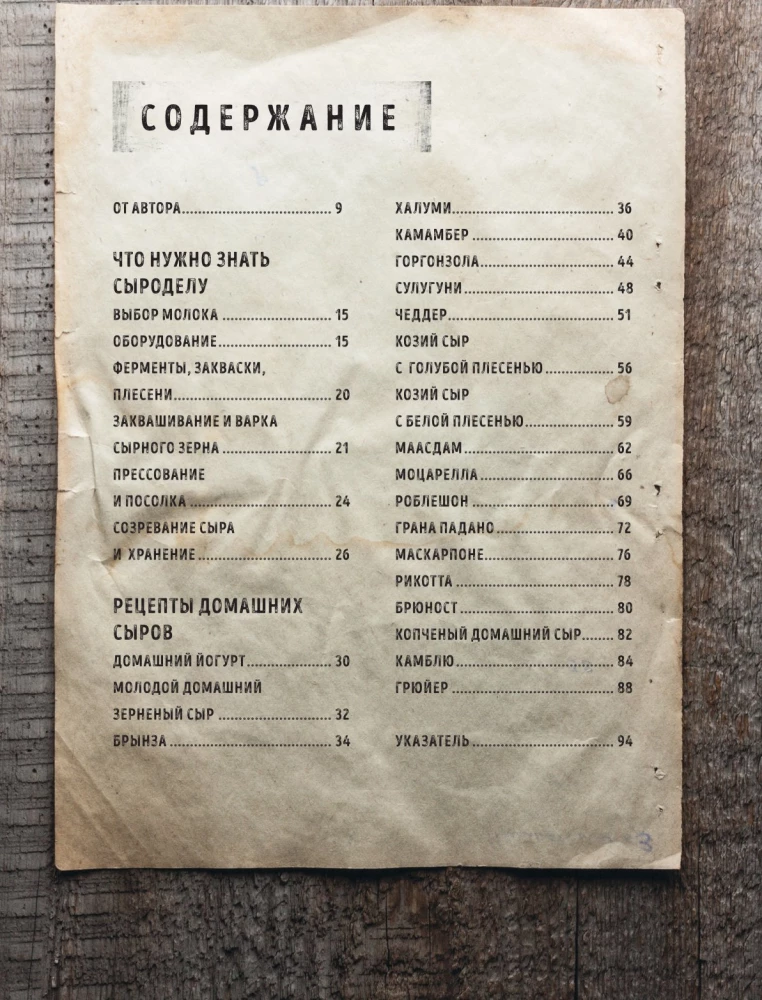 СОДЕРЖАНИЕ
ОТ АВТОРА............ 9
ЧТО НУЖНО ЗНАТЬ
СЫРОДЕЛУ
ВЫБОР МОЛОКА ............ 15
ОБОРУДОВАНИЕ............ 15
ФЕРМЕНТЫ, ЗАКВАСКИ,
ПЛЕСЕНИ............ 20
ЗАКВАШИВАНИЕ И ВАРКА
СЫРНОГО ЗЕРНА ............ 21
ПРЕССОВАНИЕ
И ПОСОЛКА ............ 24
СОЗРЕВАНИЕ СЫРА
И ХРАНЕНИЕ ............ 26
РЕЦЕПТЫ ДОМАШНИХ
СЫРОВ
ДОМАШНИЙ ЙОГУРТ............ 30
МОЛОДОЙ ДОМАШНИЙ
ЗЕРНЕНЫЙ СЫР ............ 32
БРЫНЗА ............ 34
ХАЛУМИ............ 36
КАМАМБЕР ............ 40
ГОРГОНЗОЛА............ 44
СУЛУГУНИ............ 48
ЧЕДДЕР............ 51
КОЗИЙ СЫР
С ГОЛУБОЙ ПЛЕСЕНЬЮ............ 56
КОЗИЙ СЫР
С БЕЛОЙ ПЛЕСЕНЬЮ............ 59
МААСДАМ ............ 62
МОЦАРЕЛЛА............ 66
РОБЛЕШОН ............ 69
ГРАНА ПАДАНО............ 72
МАСКАРПОНЕ............ 76
РИКОТТА ............ 78
БРЮНОСТ ............ 80
КОПЧЕНЫЙ ДОМАШНИЙ СЫР....... 82
КАМБЛЮ............ 84
ГРЮЙЕР ............ 88
УКАЗАТЕЛЬ............ 94
3